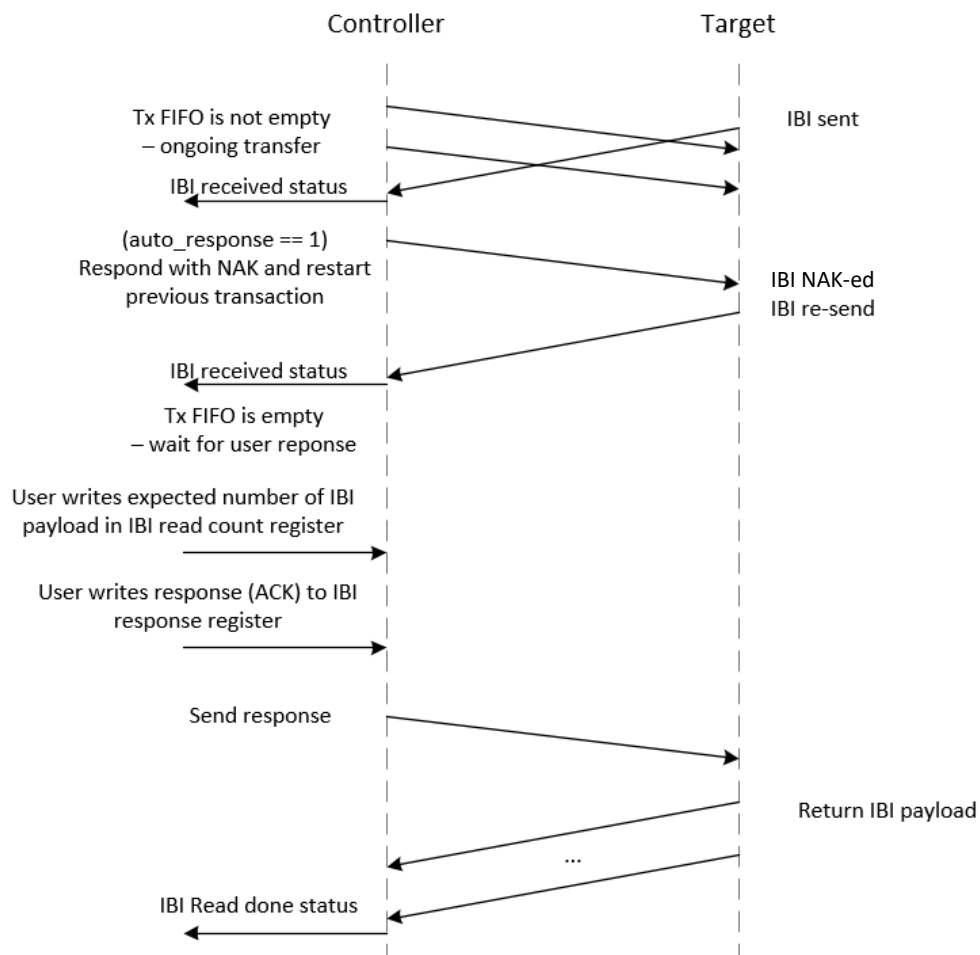 Controller
Target
Tx FIFO is not empty
– ongoing transfer
IBI sent
IBI received status
(auto_response == 1)
Respond with NAK and restart
previous transaction
IBI NAK-ed
IBI re-send
IBI received status
Tx FIFO is empty
– wait for user reponse
User writes expected number of IBI
payload in IBI read count register
User writes response (ACK) to IBI
response register
Send response
Return IBI payload
...
IBI Read done status